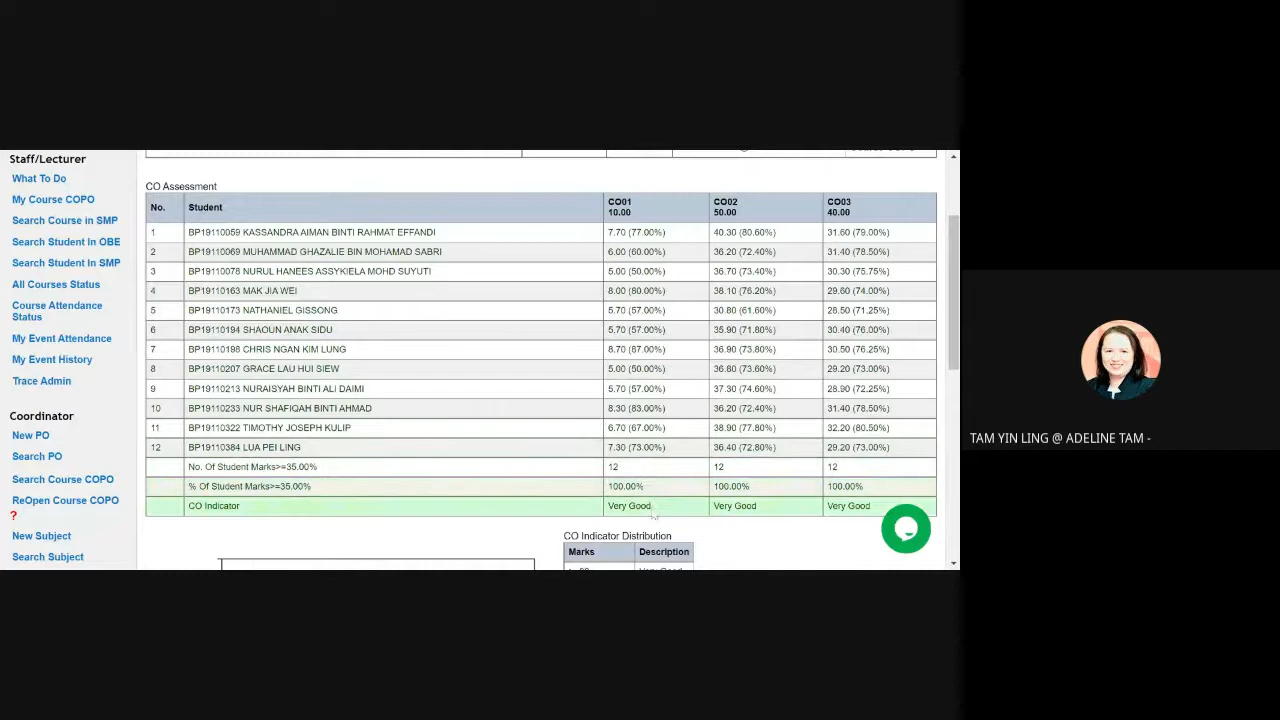 Staff/Lecturer
What To Do
My Course COPO
Search Course in SMP
Search Student In OBE
Search Student In SMP
All Courses Status
Course Attendance
Status
My Event Attendance
My Event History
Trace Admin
Coordinator
New PO
Search PO
Search Course COPO
ReOpen Course COPO
?
New Subject
Search Subject
CO Assessment
No. Student CO01 10.00 CO02 50.00 CO03 40.00
1 BP19110059 KASSANDRA AIMAN BINTI RAHMAT EFFANDI 7.70 (77.00%) 40.30 (80.60%) 31.60 (79.00%)
2 BP19110069 MUHAMMAD GHAZALIE BIN MOHAMAD SABRI 6.00 (60.00%) 36.20 (72.40%) 31.40 (78.50%)
3 BP19110078 NURUL HANEES ASSYKIELA MOHD SUYUTI 5.00 (50.00%) 36.70 (73.40%) 30.30 (75.75%)
4 BP19110163 MAK JIA WEI 8.00 (80.00%) 38.10 (76.20%) 29.60 (74.00%)
5 BP19110173 NATHANIEL GISSONG 5.70 (57.00%) 30.80 (61.60%) 28.50 (71.25%)
6 BP19110194 SHAOUN ANAK SIDU 5.70 (57.00%) 35.90 (71.80%) 30.40 (76.00%)
7 BP19110198 CHRIS NGAN KIM LUNG 8.70 (87.00%) 36.90 (73.80%) 30.50 (76.25%)
8 BP19110207 GRACE LAU HUI SIEW 5.00 (50.00%) 36.80 (73.60%) 29.20 (73.00%)
9 BP19110213 NURAISYAH BINTI ALI DAIMI 5.70 (57.00%) 37.30 (74.60%) 28.90 (72.25%)
10 BP19110233 NUR SHAFIQAH BINTI AHMAD 8.30 (83.00%) 36.20 (72.40%) 31.40 (78.50%)
11 BP19110322 TIMOTHY JOSEPH KULIP 6.70 (67.00%) 38.90 (77.80%) 32.20 (80.50%)
12 BP19110384 LUA PEI LING 7.30 (73.00%) 36.40 (72.80%) 29.20 (73.00%)
No. Of Student Marks>=35.00% 12 12 12
% Of Student Marks>=35.00% 100.00% 100.00% 100.00%
CO Indicator Very Good Very Good Very Good
CO Indicator Distribution
Marks Description
TAM YIN LING @ ADELINE TAM -